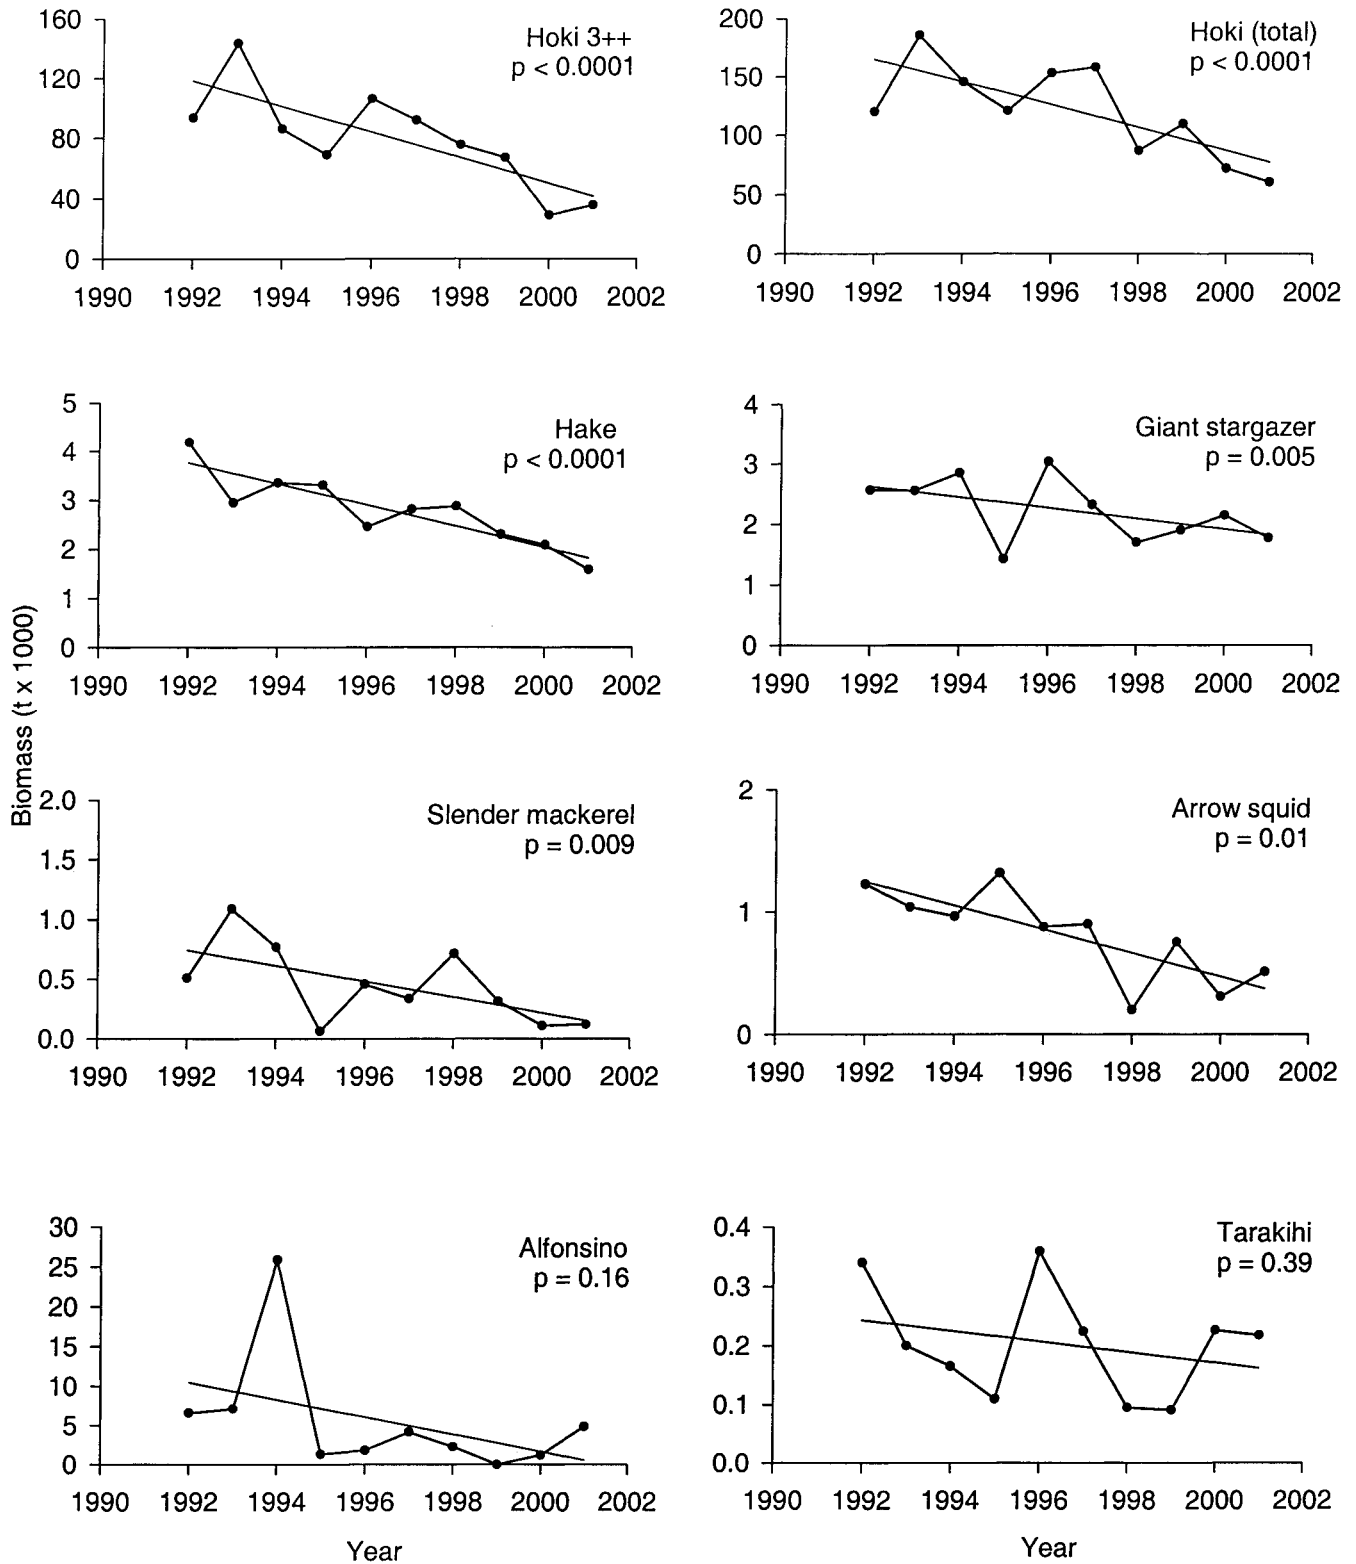 160
120
80
40
0
Hoki 3++
p < 0.0001
1990 1992 1994 1996 1998 2000 2002
200
150
100
50
0
Hoki (total)
p < 0.0001
1990 1992 1994 1996 1998 2000 2002
5
4
3
2
1
0
Hake
p < 0.0001
1990 1992 1994 1996 1998 2000 2002
4
3
2
1
0
Giant stargazer
p = 0.005
1990 1992 1994 1996 1998 2000 2002
Biomass (t x 1000)
2.0
1.5
1.0
0.5
0.0
Slender mackerel
p = 0.009
1990 1992 1994 1996 1998 2000 2002
2
1
0
Arrow squid
p = 0.01
1990 1992 1994 1996 1998 2000 2002
30
25
20
15
10
5
0
Alfonsino
p = 0.16
1990 1992 1994 1996 1998 2000 2002
Year
0.4
0.3
0.2
0.1
0.0
Tarakihi
p = 0.39
1990 1992 1994 1996 1998 2000 2002
Year